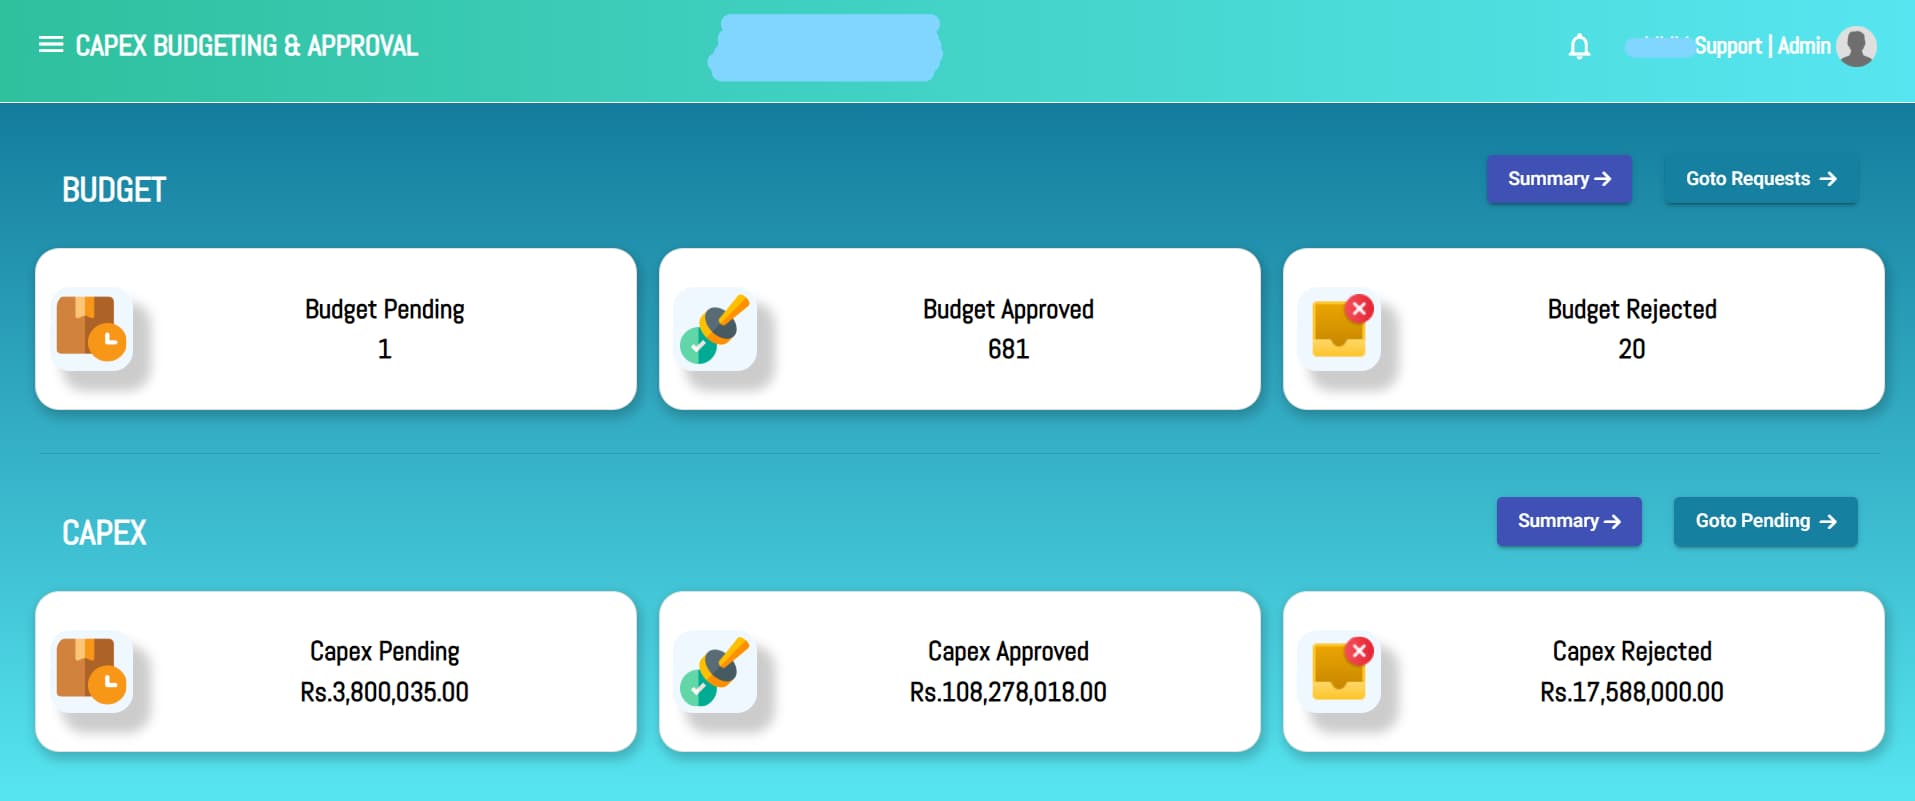 CAPEX BUDGETING & APPROVAL
Support | Admin
BUDGET
Summary →
Goto Requests →
Budget Pending
1
Budget Approved
681
Budget Rejected
20
CAPEX
Summary →
Goto Pending →
Capex Pending
Rs.3,800,035.00
Capex Approved
Rs.108,278,018.00
Capex Rejected
Rs.17,588,000.00